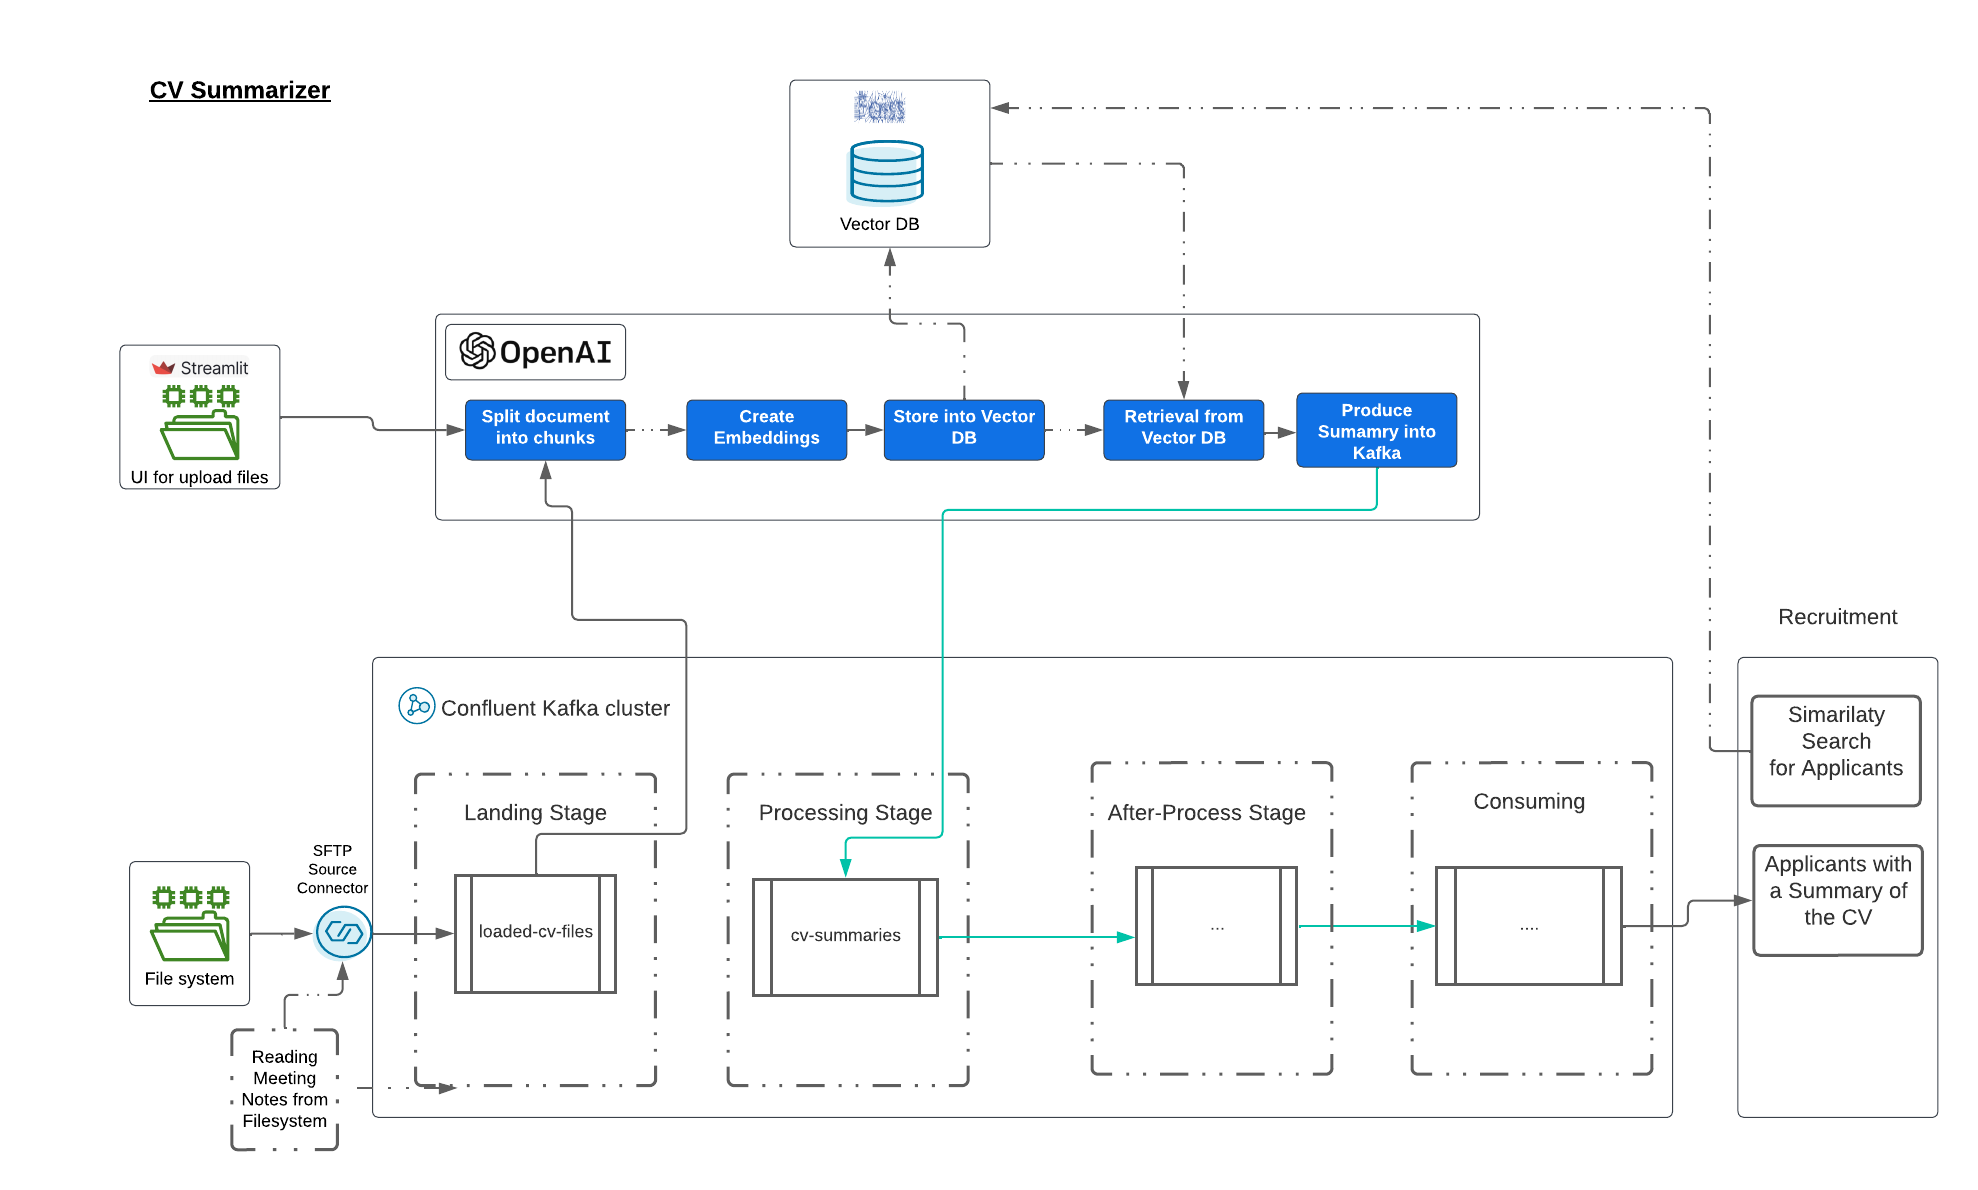 CV Summarizer
Faiss
Vector DB
OpenAI
Streamlit
UI for upload files
Split document
into chunks
Create
Embeddings
Store into Vector
DB
Retrieval from
Vector DB
Produce
Sumamry into
Kafka
Recruitment
Confluent Kafka cluster
Simarilaty
Search
for Applicants
Landing Stage
Processing Stage
After-Process Stage
Consuming
SFTP
Source
Connector
Applicants with
a Summary of
the CV
loaded-cv-files
cv-summaries
...
....
File system
Reading
Meeting
Notes from
Filesystem